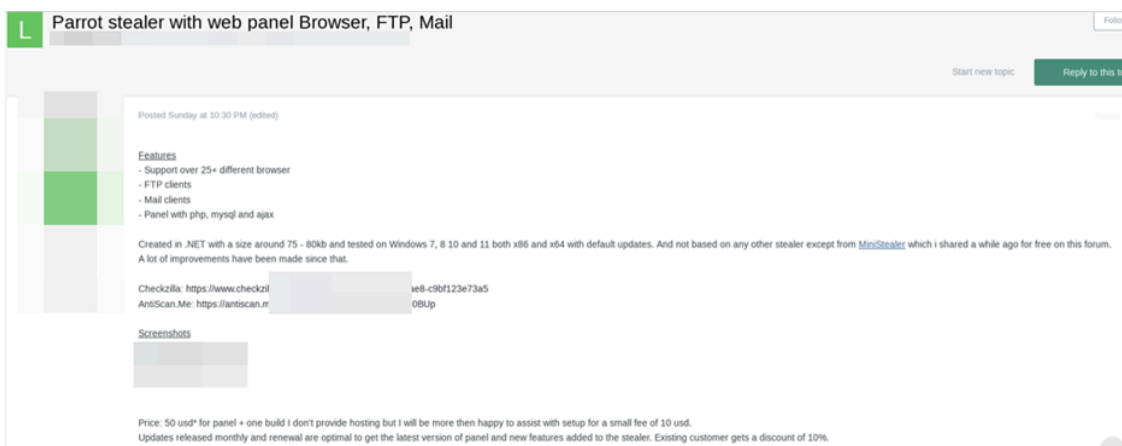 L
Parrot stealer with web panel Browser, FTP, Mail
Follo
Start new topic
Reply to this to
Posted Sunday at 10:30 PM (edited)
Features
- Support over 25+ different browser
- FTP clients
- Mail clients
- Panel with php, mysql and ajax
Created in .NET with a size around 75 - 80kb and tested on Windows 7, 8 10 and 11 both x86 and x64 with default updates. And not based on any other stealer except from MiniStealer which i shared a while ago for free on this forum.
A lot of improvements have been made since that.
Checkzilla: https://www.checkzil ae8-c9bf123e73a5
AntiScan.Me: https://antiscan.m 0BUp
Screenshots
Price: 50 usd* for panel + one build I don't provide hosting but I will be more then happy to assist with setup for a small fee of 10 usd.
Updates released monthly and renewal are optimal to get the latest version of panel and new features added to the stealer. Existing customer gets a discount of 10%.